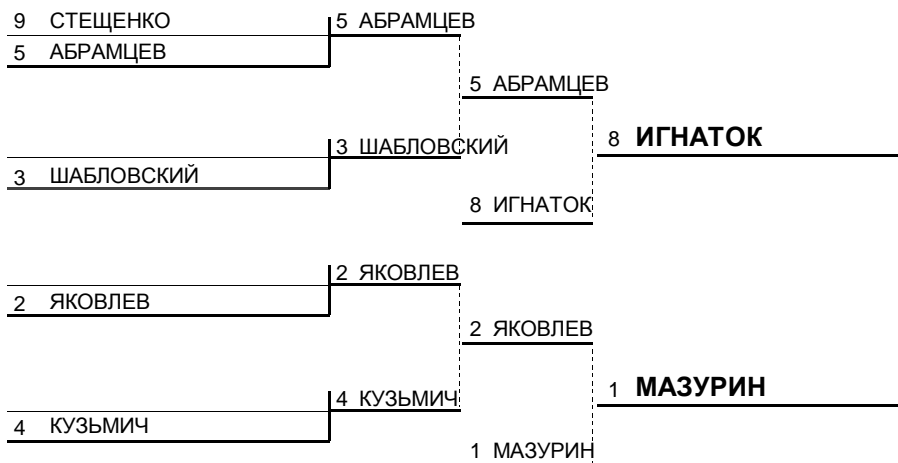 9 СТЕЩЕНКО
5 АБРАМЦЕВ
5 АБРАМЦЕВ
5 АБРАМЦЕВ
3 ШАБЛОВСКИЙ
8 ИГНАТОК
3 ШАБЛОВСКИЙ
8 ИГНАТОК
2 ЯКОВЛЕВ
2 ЯКОВЛЕВ
2 ЯКОВЛЕВ
1 МАЗУРИН
4 КУЗЬМИЧ
4 КУЗЬМИЧ
1 МАЗУРИН